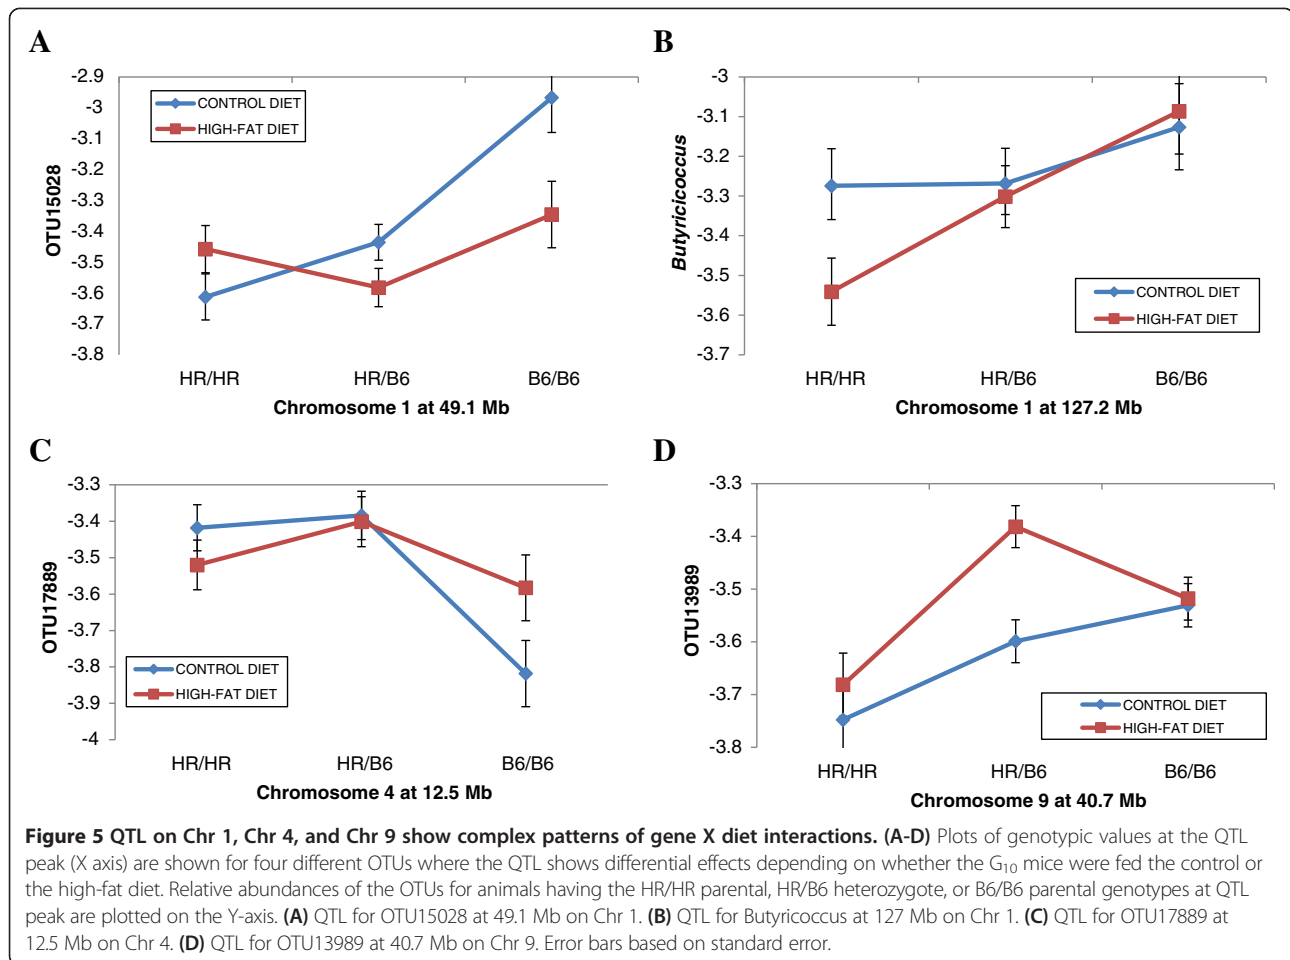 A
-2.9
-3
-3.1
-3.2
-3.3
-3.4
-3.5
-3.6
-3.7
-3.8
OTU15028
CONTROL DIET
HIGH-FAT DIET
HR/HR HR/B6 B6/B6
Chromosome 1 at 49.1 Mb
B
-3
-3.1
-3.2
-3.3
-3.4
-3.5
-3.6
-3.7
Butyricicoccus
CONTROL DIET
HIGH-FAT DIET
HR/HR HR/B6 B6/B6
Chromosome 1 at 127.2 Mb
C
-3.3
-3.4
-3.5
-3.6
-3.7
-3.8
-3.9
-4
OTU17889
CONTROL DIET
HIGH-FAT DIET
HR/HR HR/B6 B6/B6
Chromosome 4 at 12.5 Mb
D
-3.3
-3.4
-3.5
-3.6
-3.7
-3.8
OTU13989
CONTROL DIET
HIGH-FAT DIET
HR/HR HR/B6 B6/B6
Chromosome 9 at 40.7 Mb
Figure 5 QTL on Chr 1, Chr 4, and Chr 9 show complex patterns of gene X diet interactions. (A-D) Plots of genotypic values at the QTL
peak (X axis) are shown for four different OTUs where the QTL shows differential effects depending on whether the G10 mice were fed the control or
the high-fat diet. Relative abundances of the OTUs for animals having the HR/HR parental, HR/B6 heterozygote, or B6/B6 parental genotypes at QTL
peak are plotted on the Y-axis. (A) QTL for OTU15028 at 49.1 Mb on Chr 1. (B) QTL for Butyricoccus at 127 Mb on Chr 1. (C) QTL for OTU17889 at
12.5 Mb on Chr 4. (D) QTL for OTU13989 at 40.7 Mb on Chr 9. Error bars based on standard error.